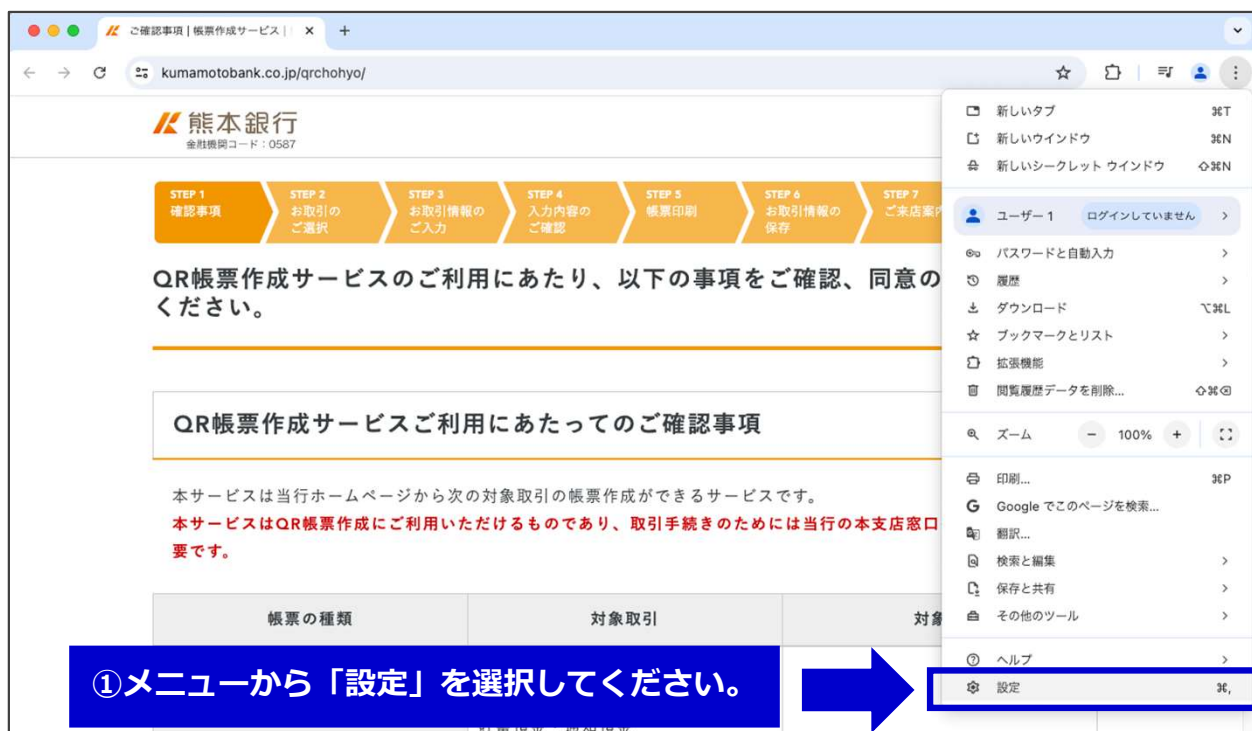 ご確認事項 | 帳票作成サービス |
kumamotobank.co.jp/qrchohyo/
熊本銀行
金融機関コード：0587
STEP 1
確認事項
STEP 2
お取引の
ご選択
STEP 3
お取引情報の
ご入力
STEP 4
入力内容の
ご確認
STEP 5
帳票印刷
STEP 6
お取引情報の
保存
STEP 7
ご来店案内
QR帳票作成サービスのご利用にあたり、以下の事項をご確認、同意の
ください。
QR帳票作成サービスご利用にあたってのご確認事項
本サービスは当行ホームページから次の対象取引の帳票作成ができるサービスです。
本サービスはQR帳票作成にご利用いただけるものであり、取引手続きのためには当行の本支店窓口
要です。
帳票の種類 対象取引 対象
新しいタブ ⌘T
新しいウインドウ ⌘N
新しいシークレット ウインドウ ⇧⌘N
ユーザー 1 ログインしていません
パスワードと自動入力
履歴
ダウンロード ⌥⌘L
ブックマークとリスト
拡張機能
閲覧履歴データを削除... ⇧⌘⌫
ズーム − 100% +
印刷... ⌘P
Google でこのページを検索...
翻訳...
検索と編集
保存と共有
その他のツール
ヘルプ
設定 ⌘,
①メニューから「設定」を選択してください。